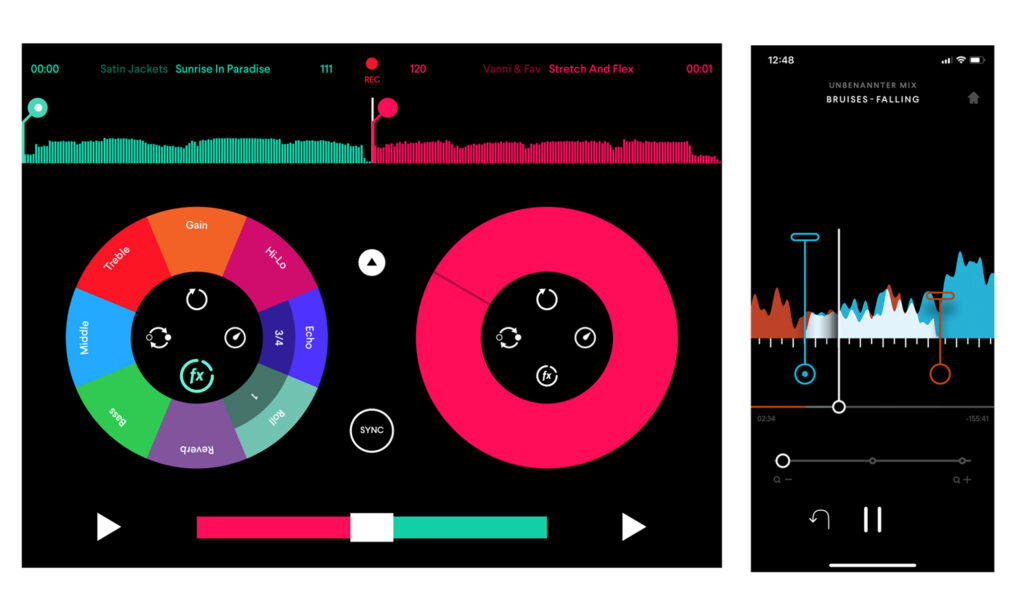 00:00 Satin Jackets Sunrise In Paradise 111 REC 120 Vanni & Fav Stretch And Flex 00:01
Gain
Treble
Hi-Lo
Middle
Echo
3/4
fx
fx
Bass
1
Roll
Reverb
SYNC
12:48
UNBENANNTER MIX
BRUISES - FALLING
02:34
-155:41